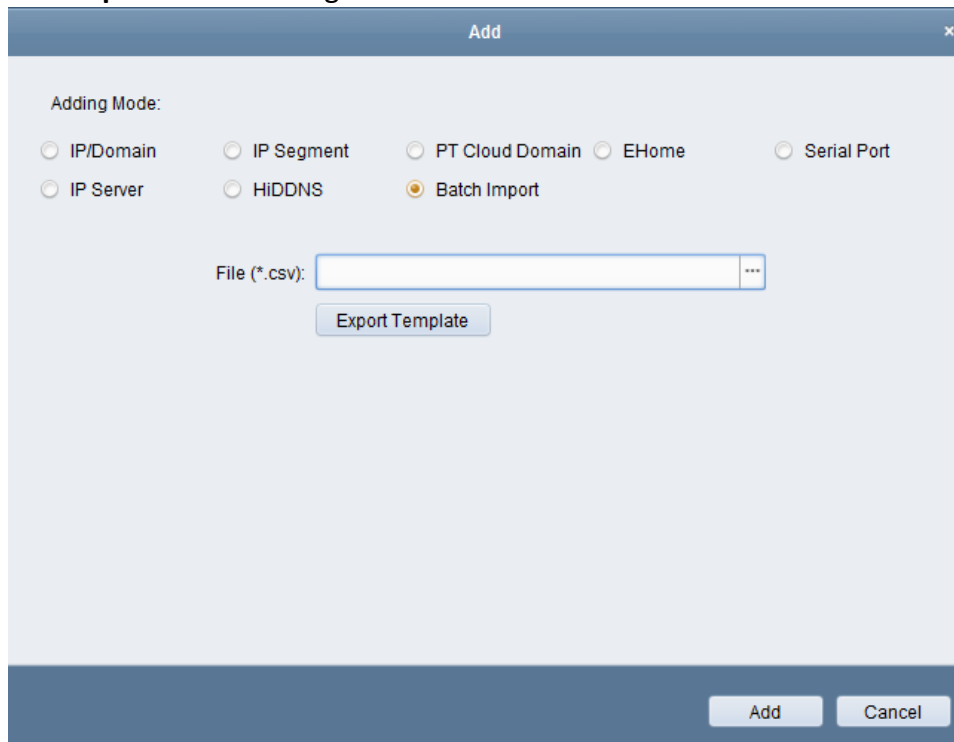 Add
×
Adding Mode:
IP/Domain IP Segment PT Cloud Domain EHome Serial Port
IP Server HiDDNS Batch Import
File (*.csv): ...
Export Template
Add Cancel